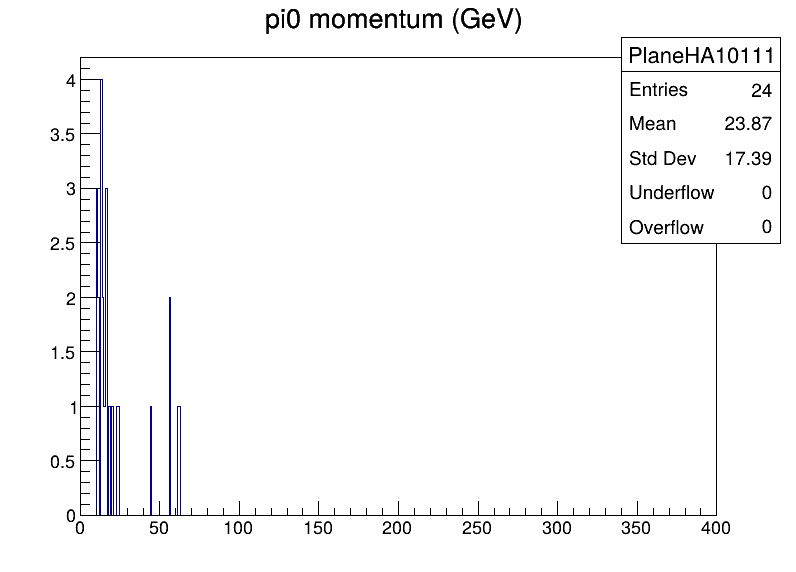 pi0 momentum (GeV)
PlaneHA10111
Entries 24
Mean 23.87
Std Dev 17.39
Underflow 0
Overflow 0
4
3.5
3
2.5
2
1.5
1
0.5
0
0 50 100 150 200 250 300 350 400